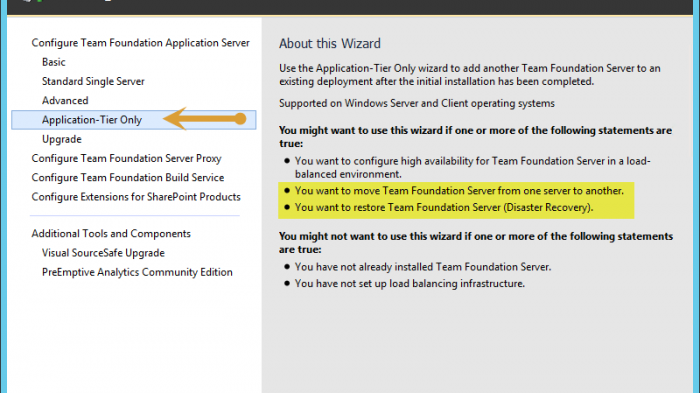 Configure Team Foundation Application Server
Basic
Standard Single Server
Advanced
Application-Tier Only
Upgrade
Configure Team Foundation Server Proxy
Configure Team Foundation Build Service
Configure Extensions for SharePoint Products
Additional Tools and Components
Visual SourceSafe Upgrade
PreEmptive Analytics Community Edition
About this Wizard
Use the Application-Tier Only wizard to add another Team Foundation Server to an
existing deployment after the initial installation has been completed.
Supported on Windows Server and Client operating systems
You might want to use this wizard if one or more of the following statements are
true:
• You want to configure high availability for Team Foundation Server in a load-
balanced environment.
• You want to move Team Foundation Server from one server to another.
• You want to restore Team Foundation Server (Disaster Recovery).
You might not want to use this wizard if one or more of the following statements
are true:
• You have not already installed Team Foundation Server.
• You have not set up load balancing infrastructure.